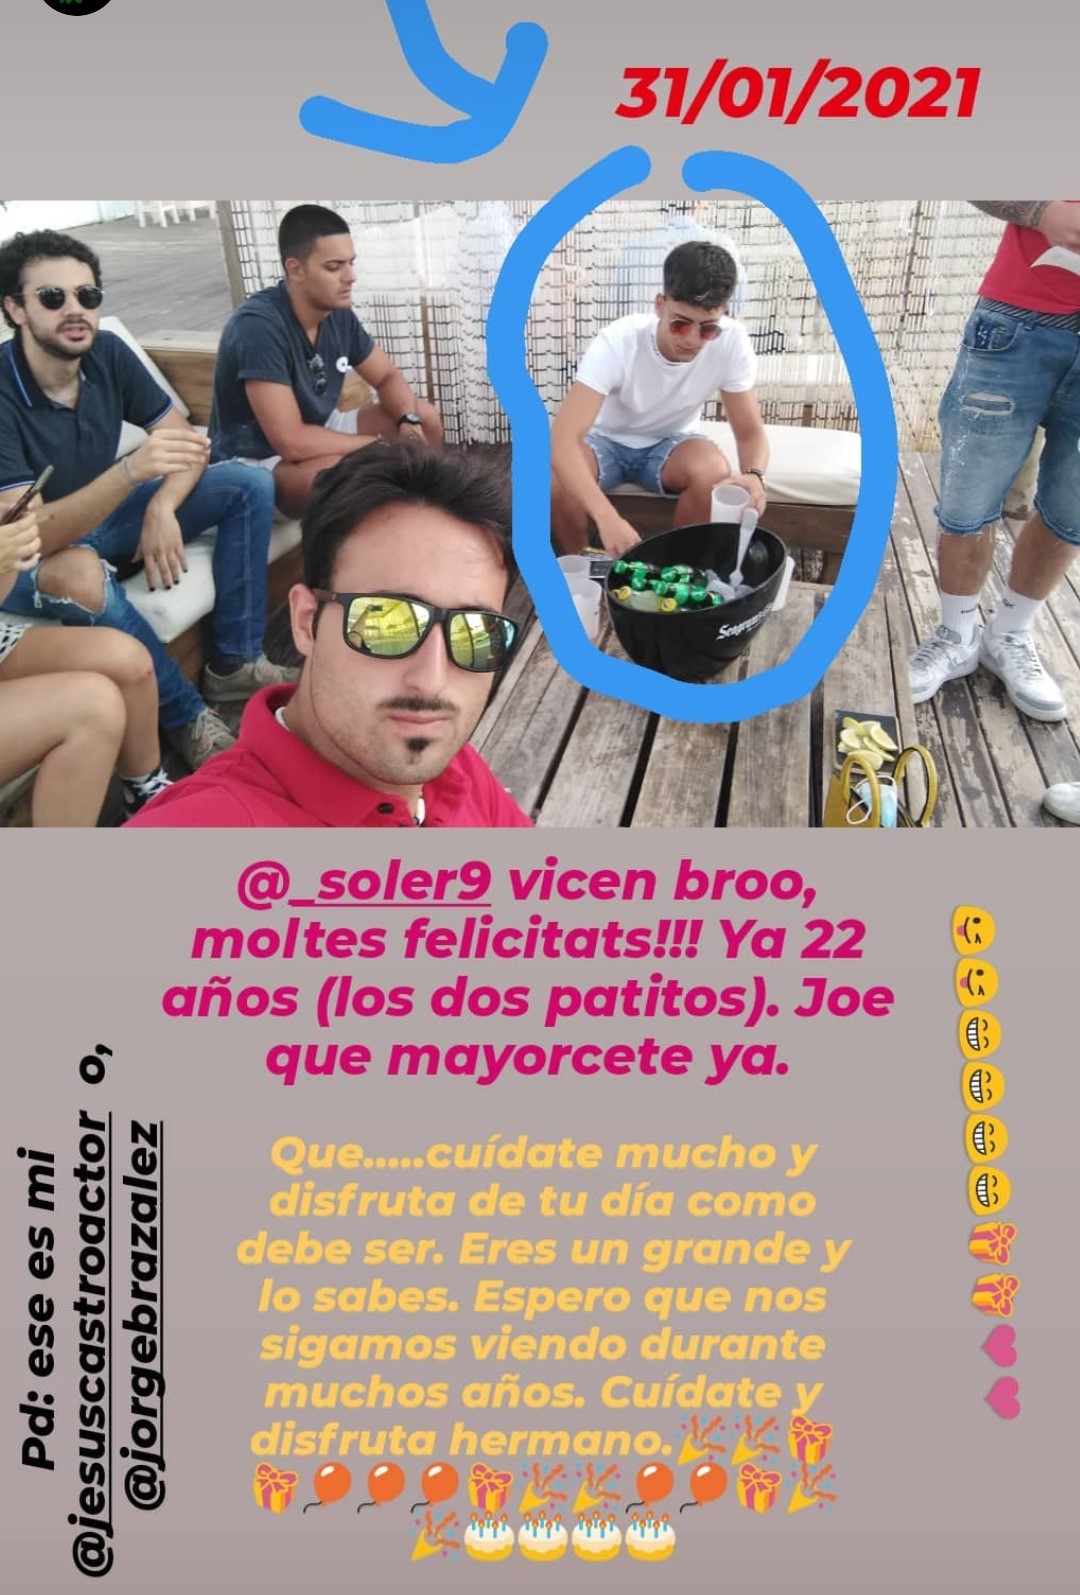 31/01/2021
Seagram's
@_soler9 vicen broo,
moltes felicitats!!! Ya 22
años (los dos patitos). Joe
que mayorcete ya.
Que.....cuídate mucho y
disfruta de tu día como
debe ser. Eres un grande y
lo sabes. Espero que nos
sigamos viendo durante
muchos años. Cuídate y
disfruta hermano.🎉🎉🎁
🎁🎈🎈🎈🎁🎉🎉🎈🎈🎁🎉
🎉🎂🎂🎂🎂
Pd: ese es mi
@jesuscastroactor o,
@jorgebrazalez